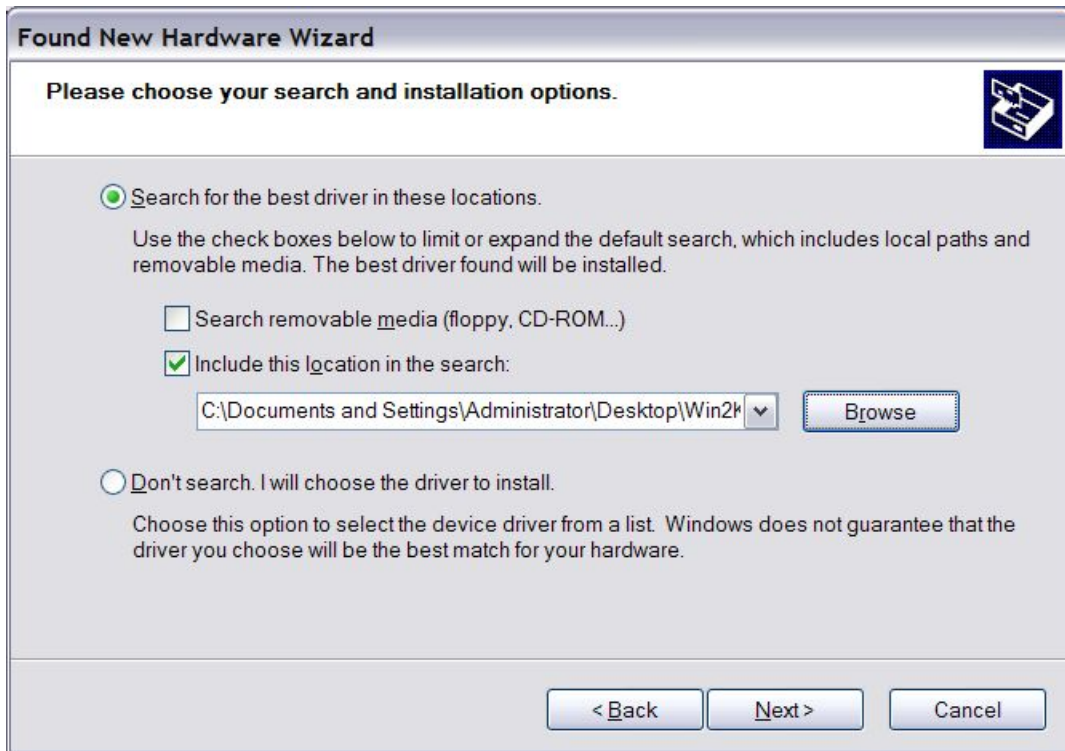 Found New Hardware Wizard
Please choose your search and installation options.
Search for the best driver in these locations.
Use the check boxes below to limit or expand the default search, which includes local paths and
removable media. The best driver found will be installed.
Search removable media (floppy, CD-ROM...)
Include this location in the search:
C:\Documents and Settings\Administrator\Desktop\Win2K
Browse
Don't search. I will choose the driver to install.
Choose this option to select the device driver from a list. Windows does not guarantee that the
driver you choose will be the best match for your hardware.
< Back Next > Cancel